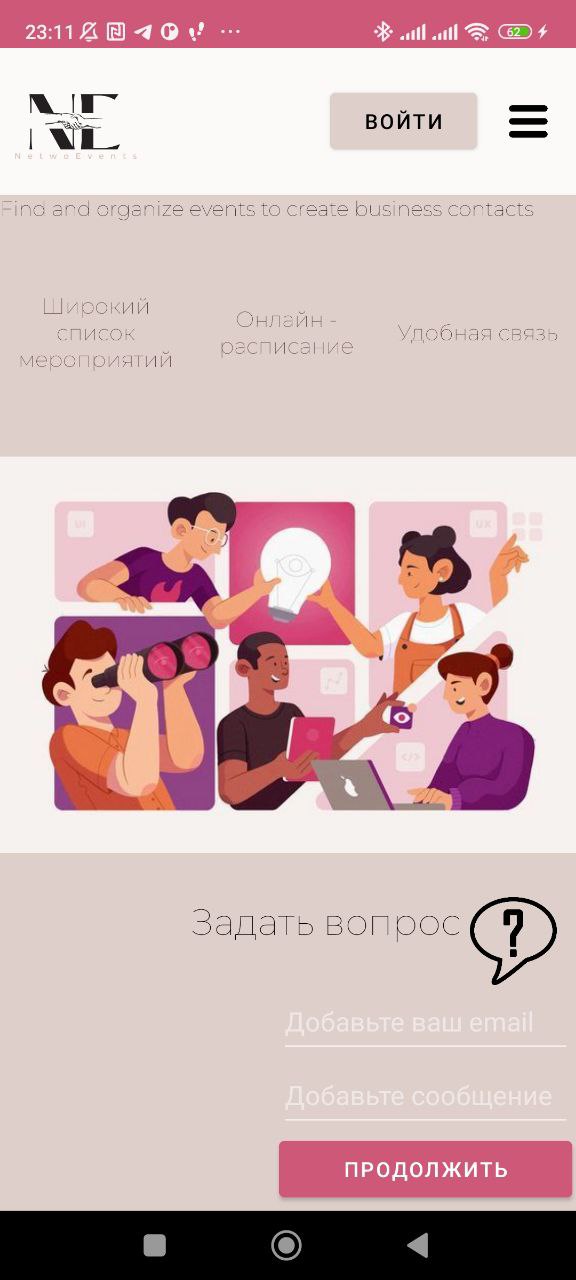 23:11
62
NE
NetwoEvents
ВОЙТИ
Find and organize events to create business contacts
Широкий
список
мероприятий
Онлайн -
расписание
Удобная связь
UI
UX
</>
Задать вопрос
?
Добавьте ваш email
Добавьте сообщение
ПРОДОЛЖИТЬ